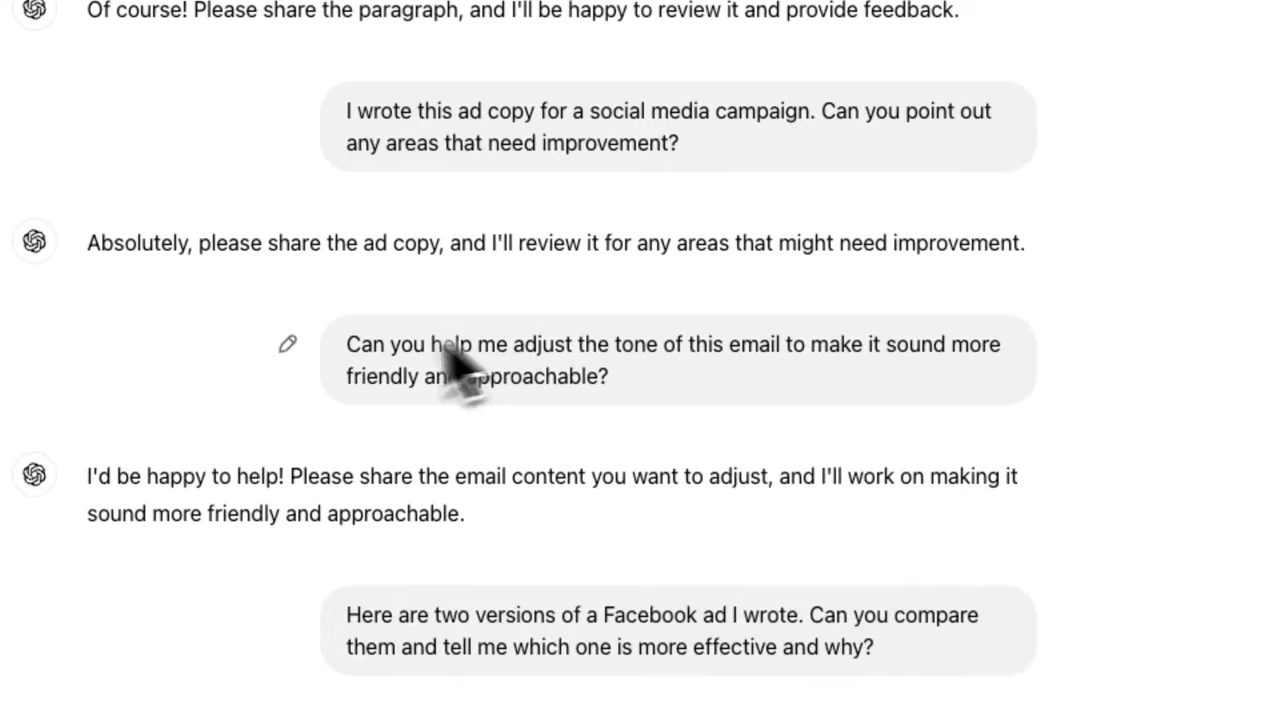 Of course! Please share the paragraph, and I'll be happy to review it and provide feedback.
I wrote this ad copy for a social media campaign. Can you point out
any areas that need improvement?
Absolutely, please share the ad copy, and I'll review it for any areas that might need improvement.
Can you help me adjust the tone of this email to make it sound more
friendly and approachable?
I'd be happy to help! Please share the email content you want to adjust, and I'll work on making it
sound more friendly and approachable.
Here are two versions of a Facebook ad I wrote. Can you compare
them and tell me which one is more effective and why?